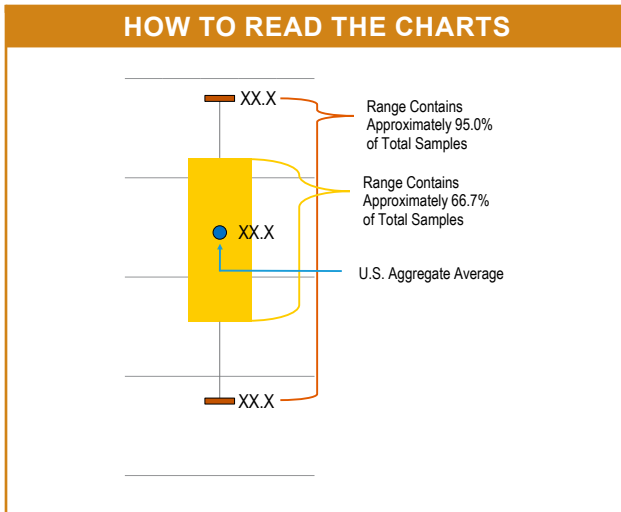 HOW TO READ THE CHARTS
XX.X
Range Contains
Approximately 95.0%
of Total Samples
Range Contains
Approximately 66.7%
of Total Samples
XX.X
U.S. Aggregate Average
XX.X